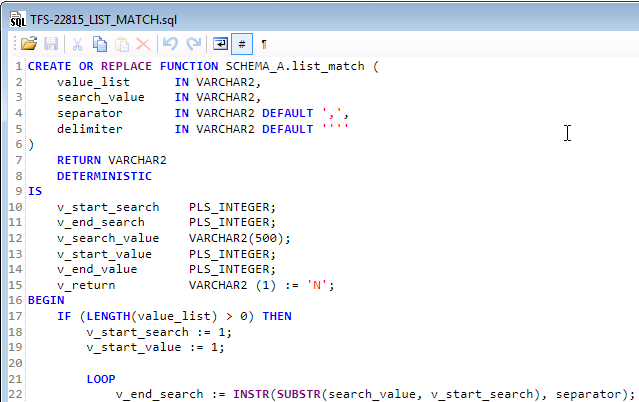 TFS-22815_LIST_MATCH.sql
SQL
# ¶
1 CREATE OR REPLACE FUNCTION SCHEMA_A.list_match (
2     value_list      IN VARCHAR2,
3     search_value    IN VARCHAR2,
4     separator       IN VARCHAR2 DEFAULT ',',
5     delimiter       IN VARCHAR2 DEFAULT ''''
6 )
7     RETURN VARCHAR2
8     DETERMINISTIC
9 IS
10     v_start_search    PLS_INTEGER;
11     v_end_search      PLS_INTEGER;
12     v_search_value    VARCHAR2(500);
13     v_start_value     PLS_INTEGER;
14     v_end_value       PLS_INTEGER;
15     v_return          VARCHAR2 (1) := 'N';
16 BEGIN
17     IF (LENGTH(value_list) > 0) THEN
18         v_start_search := 1;
19         v_start_value := 1;
20
21         LOOP
22             v_end_search := INSTR(SUBSTR(search_value, v_start_search), separator);